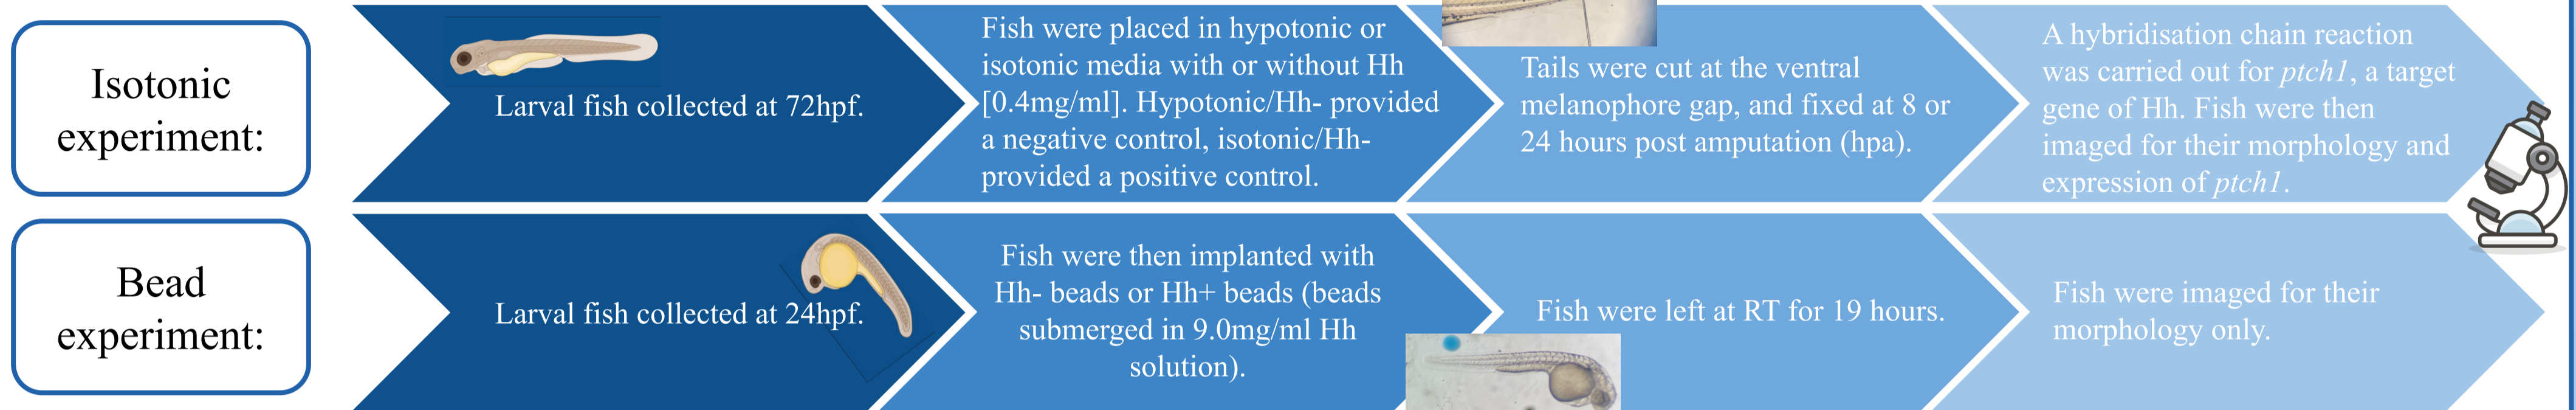 Isotonic
experiment:
Larval fish collected at 72hpf.
Fish were placed in hypotonic or
isotonic media with or without Hh
[0.4mg/ml]. Hypotonic/Hh- provided
a negative control, isotonic/Hh-
provided a positive control.
Tails were cut at the ventral
melanophore gap, and fixed at 8 or
24 hours post amputation (hpa).
A hybridisation chain reaction
was carried out for ptch1, a target
gene of Hh. Fish were then
imaged for their morphology and
expression of ptch1.
Bead
experiment:
Larval fish collected at 24hpf.
Fish were then implanted with
Hh- beads or Hh+ beads (beads
submerged in 9.0mg/ml Hh
solution).
Fish were left at RT for 19 hours.
Fish were imaged for their
morphology only.